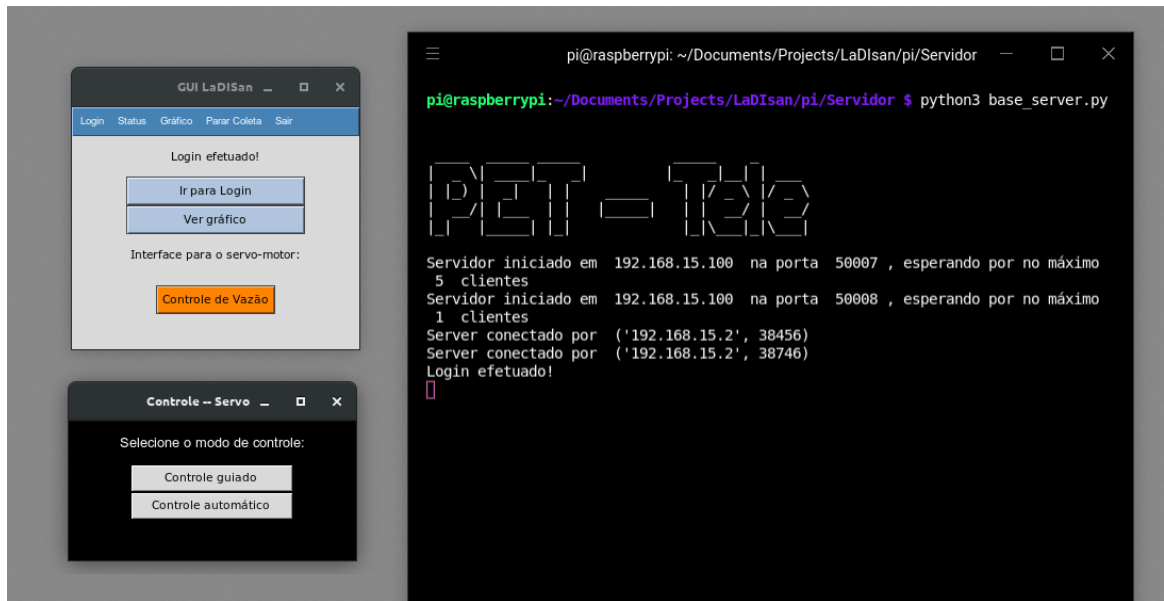 GUI LaDISan
Login Status Gráfico Parar Coleta Sair
Login efetuado!
Ir para Login
Ver gráfico
Interface para o servo-motor:
Controle de Vazão
Controle -- Servo
Selecione o modo de controle:
Controle guiado
Controle automático
pi@raspberrypi: ~/Documents/Projects/LaDIsan/pi/Servidor
pi@raspberrypi:~/Documents/Projects/LaDIsan/pi/Servidor $ python3 base_server.py
PET - Tele
Servidor iniciado em  192.168.15.100  na porta  50007 , esperando por no máximo
 5  clientes
Servidor iniciado em  192.168.15.100  na porta  50008 , esperando por no máximo
 1  clientes
Server conectado por  ('192.168.15.2', 38456)
Server conectado por  ('192.168.15.2', 38746)
Login efetuado!